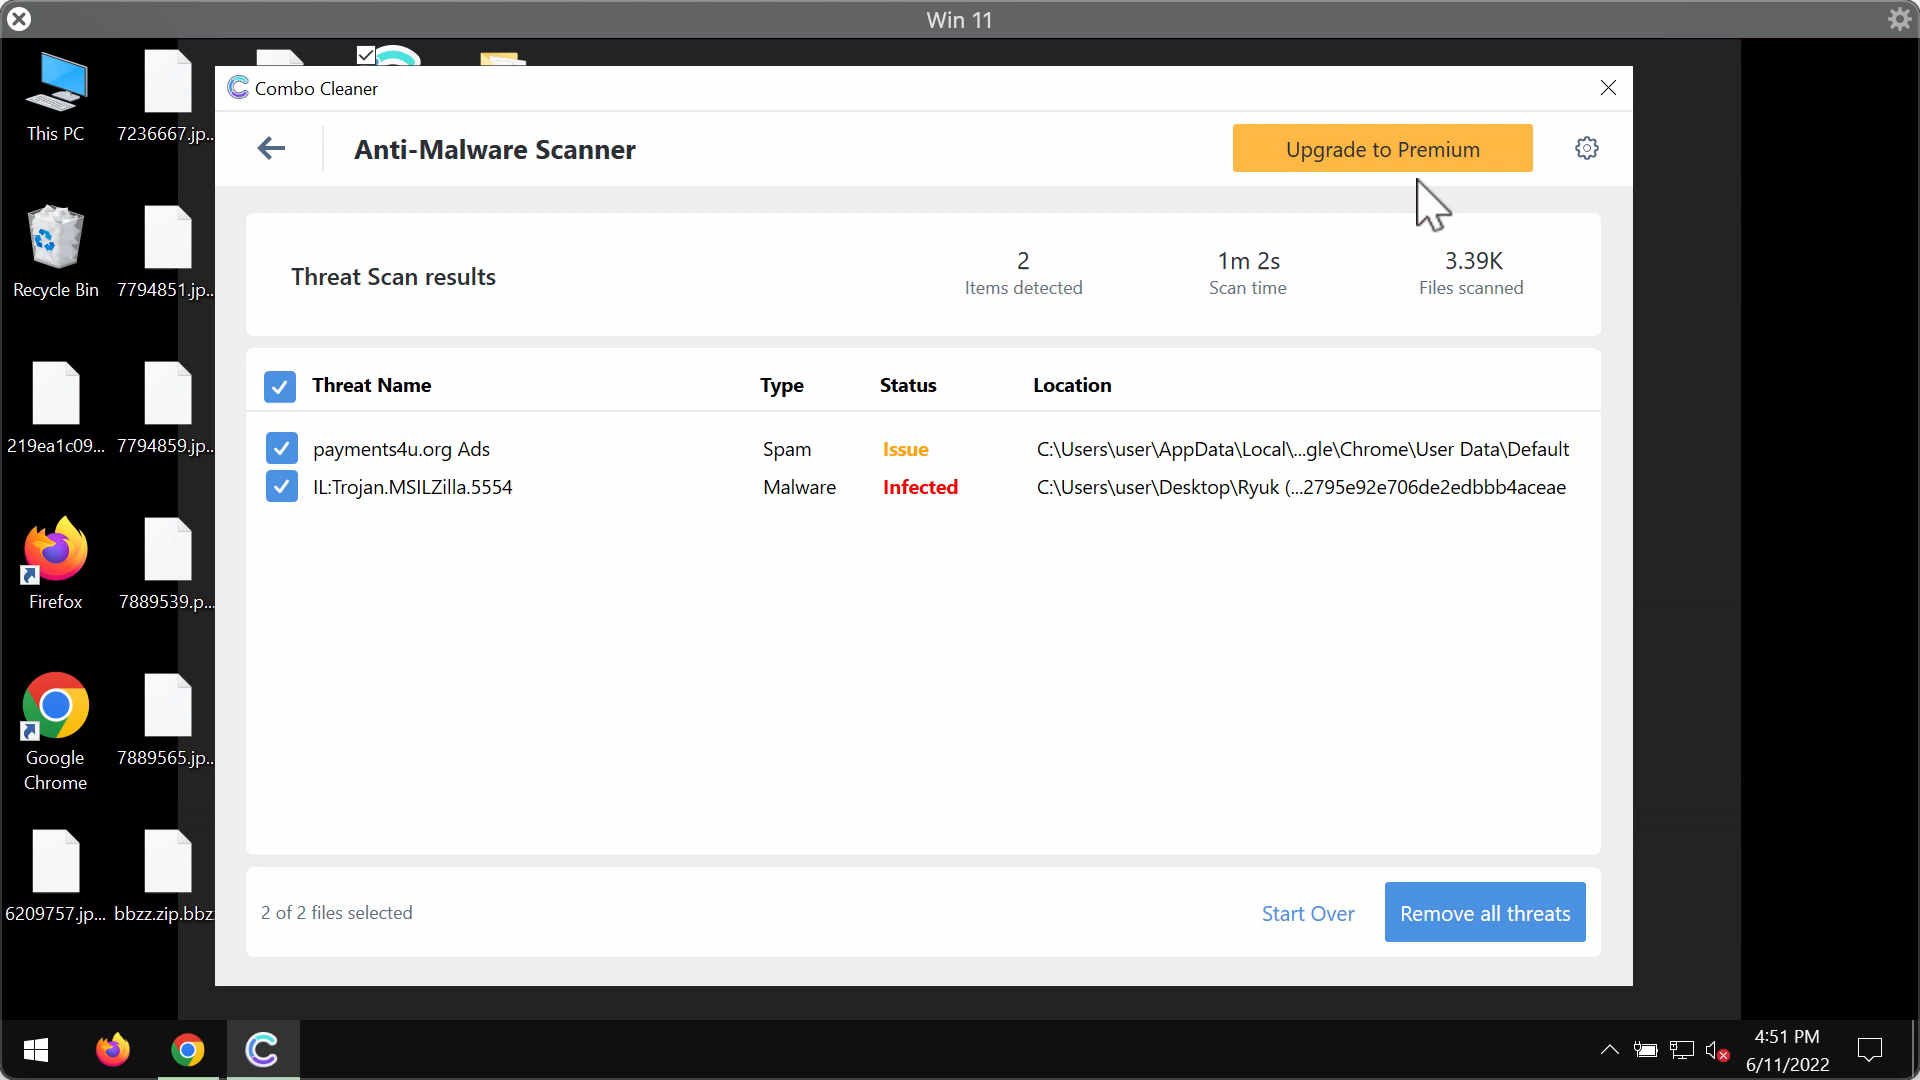 Win 11
This PC
7236667.jp...
Recycle Bin
7794851.jp...
219ea1c09...
7794859.jp...
Firefox
7889539.p...
Google
Chrome
7889565.jp...
6209757.jp...
bbzz.zip.bbz
Combo Cleaner
Anti-Malware Scanner
Upgrade to Premium
Threat Scan results
2
Items detected
1m 2s
Scan time
3.39K
Files scanned
Threat Name Type Status Location
payments4u.org Ads Spam Issue C:\Users\user\AppData\Local\...gle\Chrome\User Data\Default
IL:Trojan.MSILZilla.5554 Malware Infected C:\Users\user\Desktop\Ryuk (...2795e92e706de2edbbb4aceae
2 of 2 files selected
Start Over
Remove all threats
4:51 PM
6/11/2022